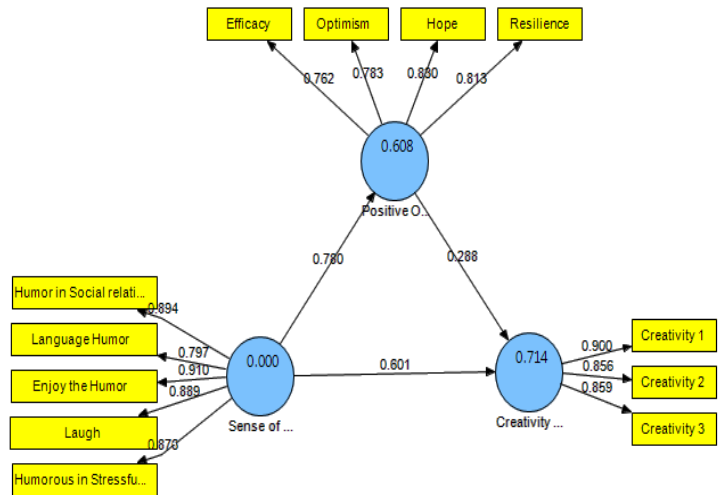 Efficacy
Optimism
Hope
Resilience
0.762
0.783
0.830
0.813
0.608
Positive O...
0.780
0.288
Humor in Social relati...
0.894
Language Humor
0.797
Enjoy the Humor
0.910
0.889
Laugh
0.873
Humorous in Stressfu...
0.000
Sense of ...
0.601
0.714
Creativity ...
0.900
Creativity 1
0.856
Creativity 2
0.859
Creativity 3